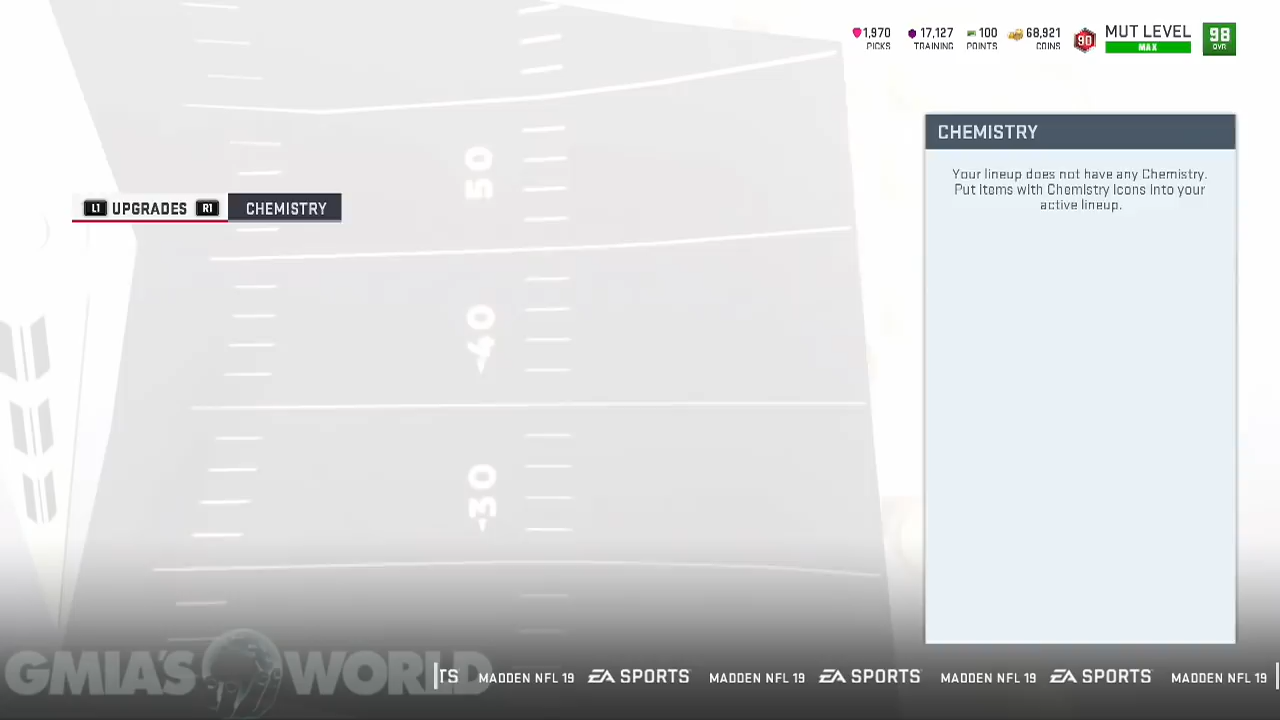 1,970 17,127 100 68,921 90 MUT LEVEL 98
PICKS TRAINING POINTS COINS MAX OVR
CHEMISTRY
Your lineup does not have any Chemistry.
Put Items with Chemistry Icons into your
active lineup.
L1 UPGRADES R1 CHEMISTRY
50
40
30
GMIA'S WORLD
TS MADDEN NFL 19 EA SPORTS MADDEN NFL 19 EA SPORTS MADDEN NFL 19 EA SPORTS MADDEN NFL 19